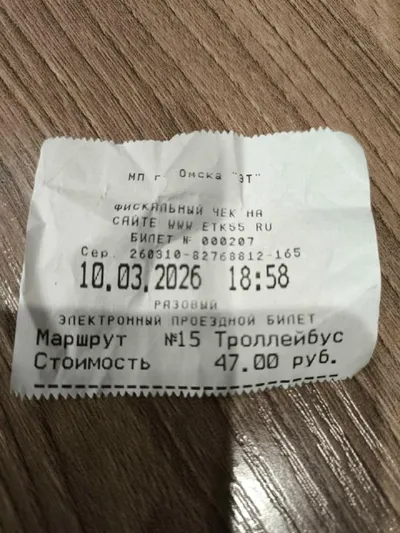 МП г. Омска "ЭТ"
ФИСКАЛЬНЫЙ ЧЕК НА
САЙТЕ WWW ETK55 RU
БИЛЕТ № 000207
Сер. 260310-82768812-165
10.03.2026 18:58
РАЗОВЫЙ
ЭЛЕКТРОННЫЙ ПРОЕЗДНОЙ БИЛЕТ
Маршрут №15 Троллейбус
Стоимость 47.00 руб.